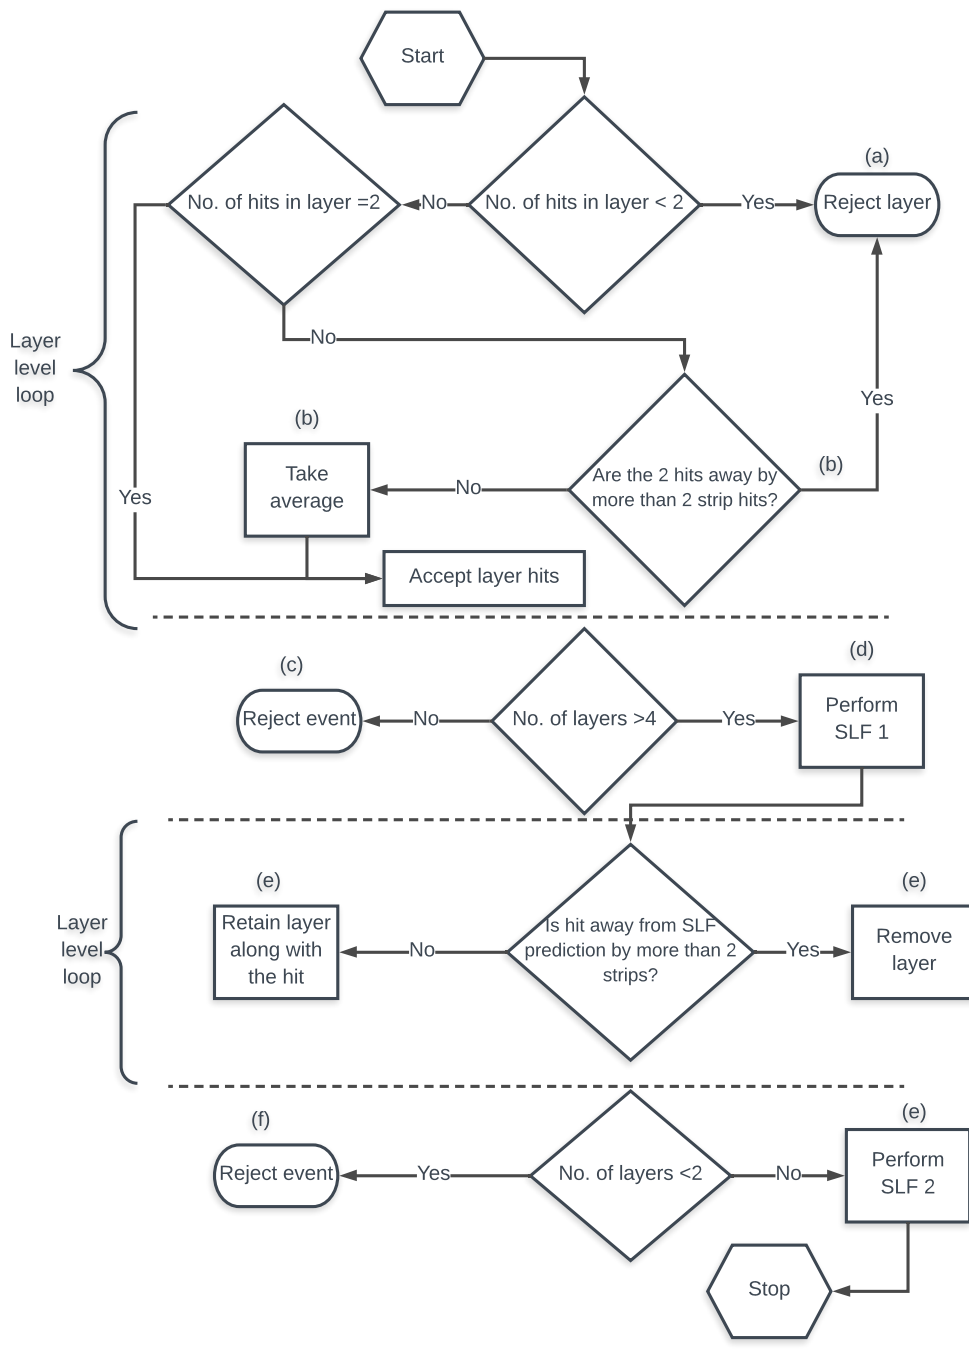 Start
(a)
No. of hits in layer =2
No
No. of hits in layer < 2
Yes
Reject layer
No
Layer
level
loop
Yes
(b)
(b)
Take
average
No
Are the 2 hits away by
more than 2 strip hits?
Yes
Accept layer hits
(c)
(d)
Reject event
No
No. of layers >4
Yes
Perform
SLF 1
(e)
(e)
Layer
level
loop
Retain layer
along with
the hit
No
Is hit away from SLF
prediction by more than 2
strips?
Yes
Remove
layer
(f)
(e)
Reject event
Yes
No. of layers <2
No
Perform
SLF 2
Stop